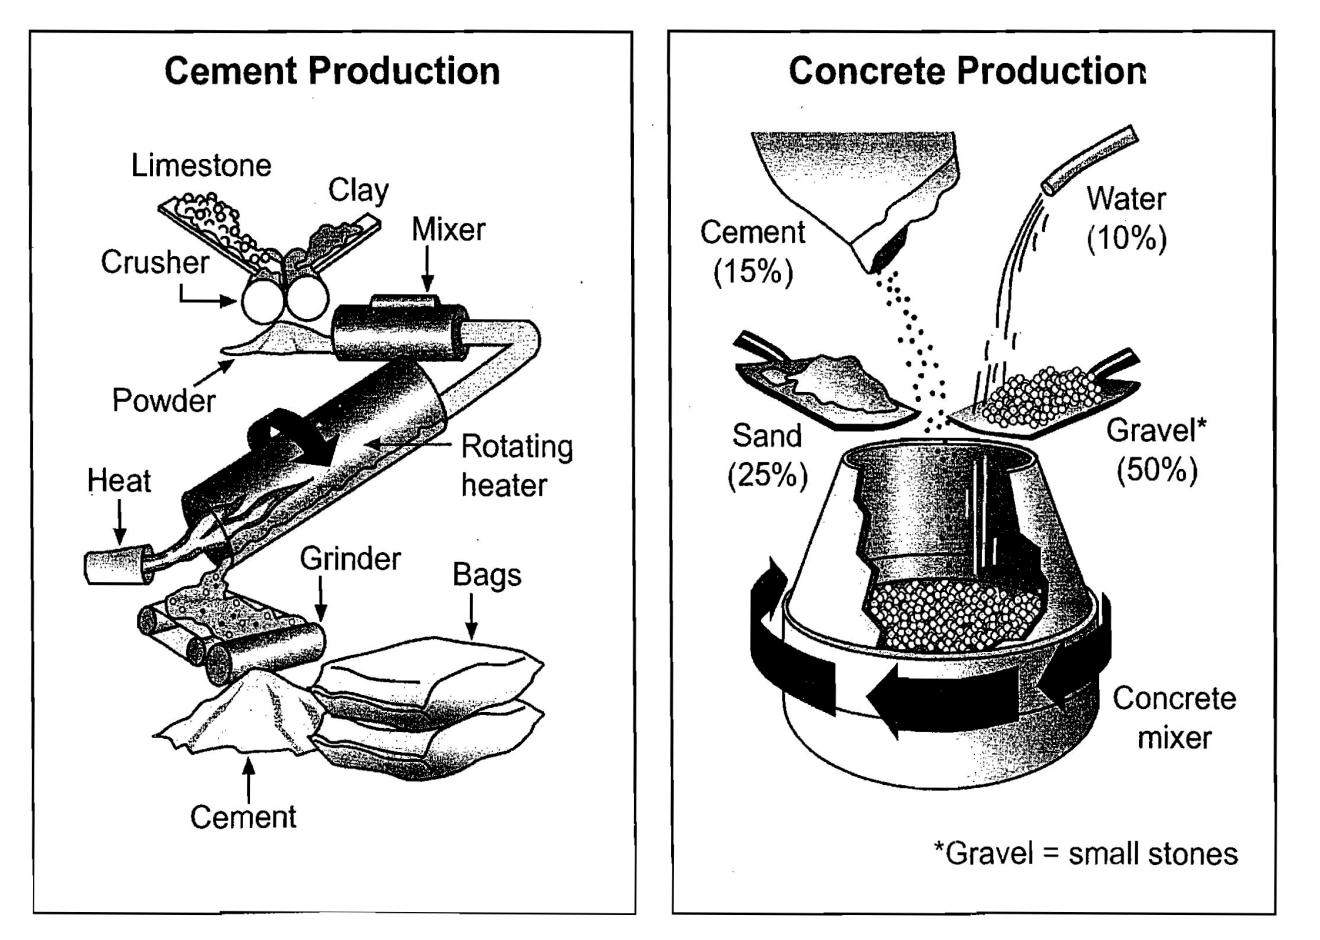 Cement Production
Limestone
Clay
Mixer
Crusher
Powder
Rotating
heater
Heat
Grinder
Bags
Cement
Concrete Production
Cement
(15%)
Water
(10%)
Sand
(25%)
Gravel*
(50%)
Concrete
mixer
*Gravel = small stones